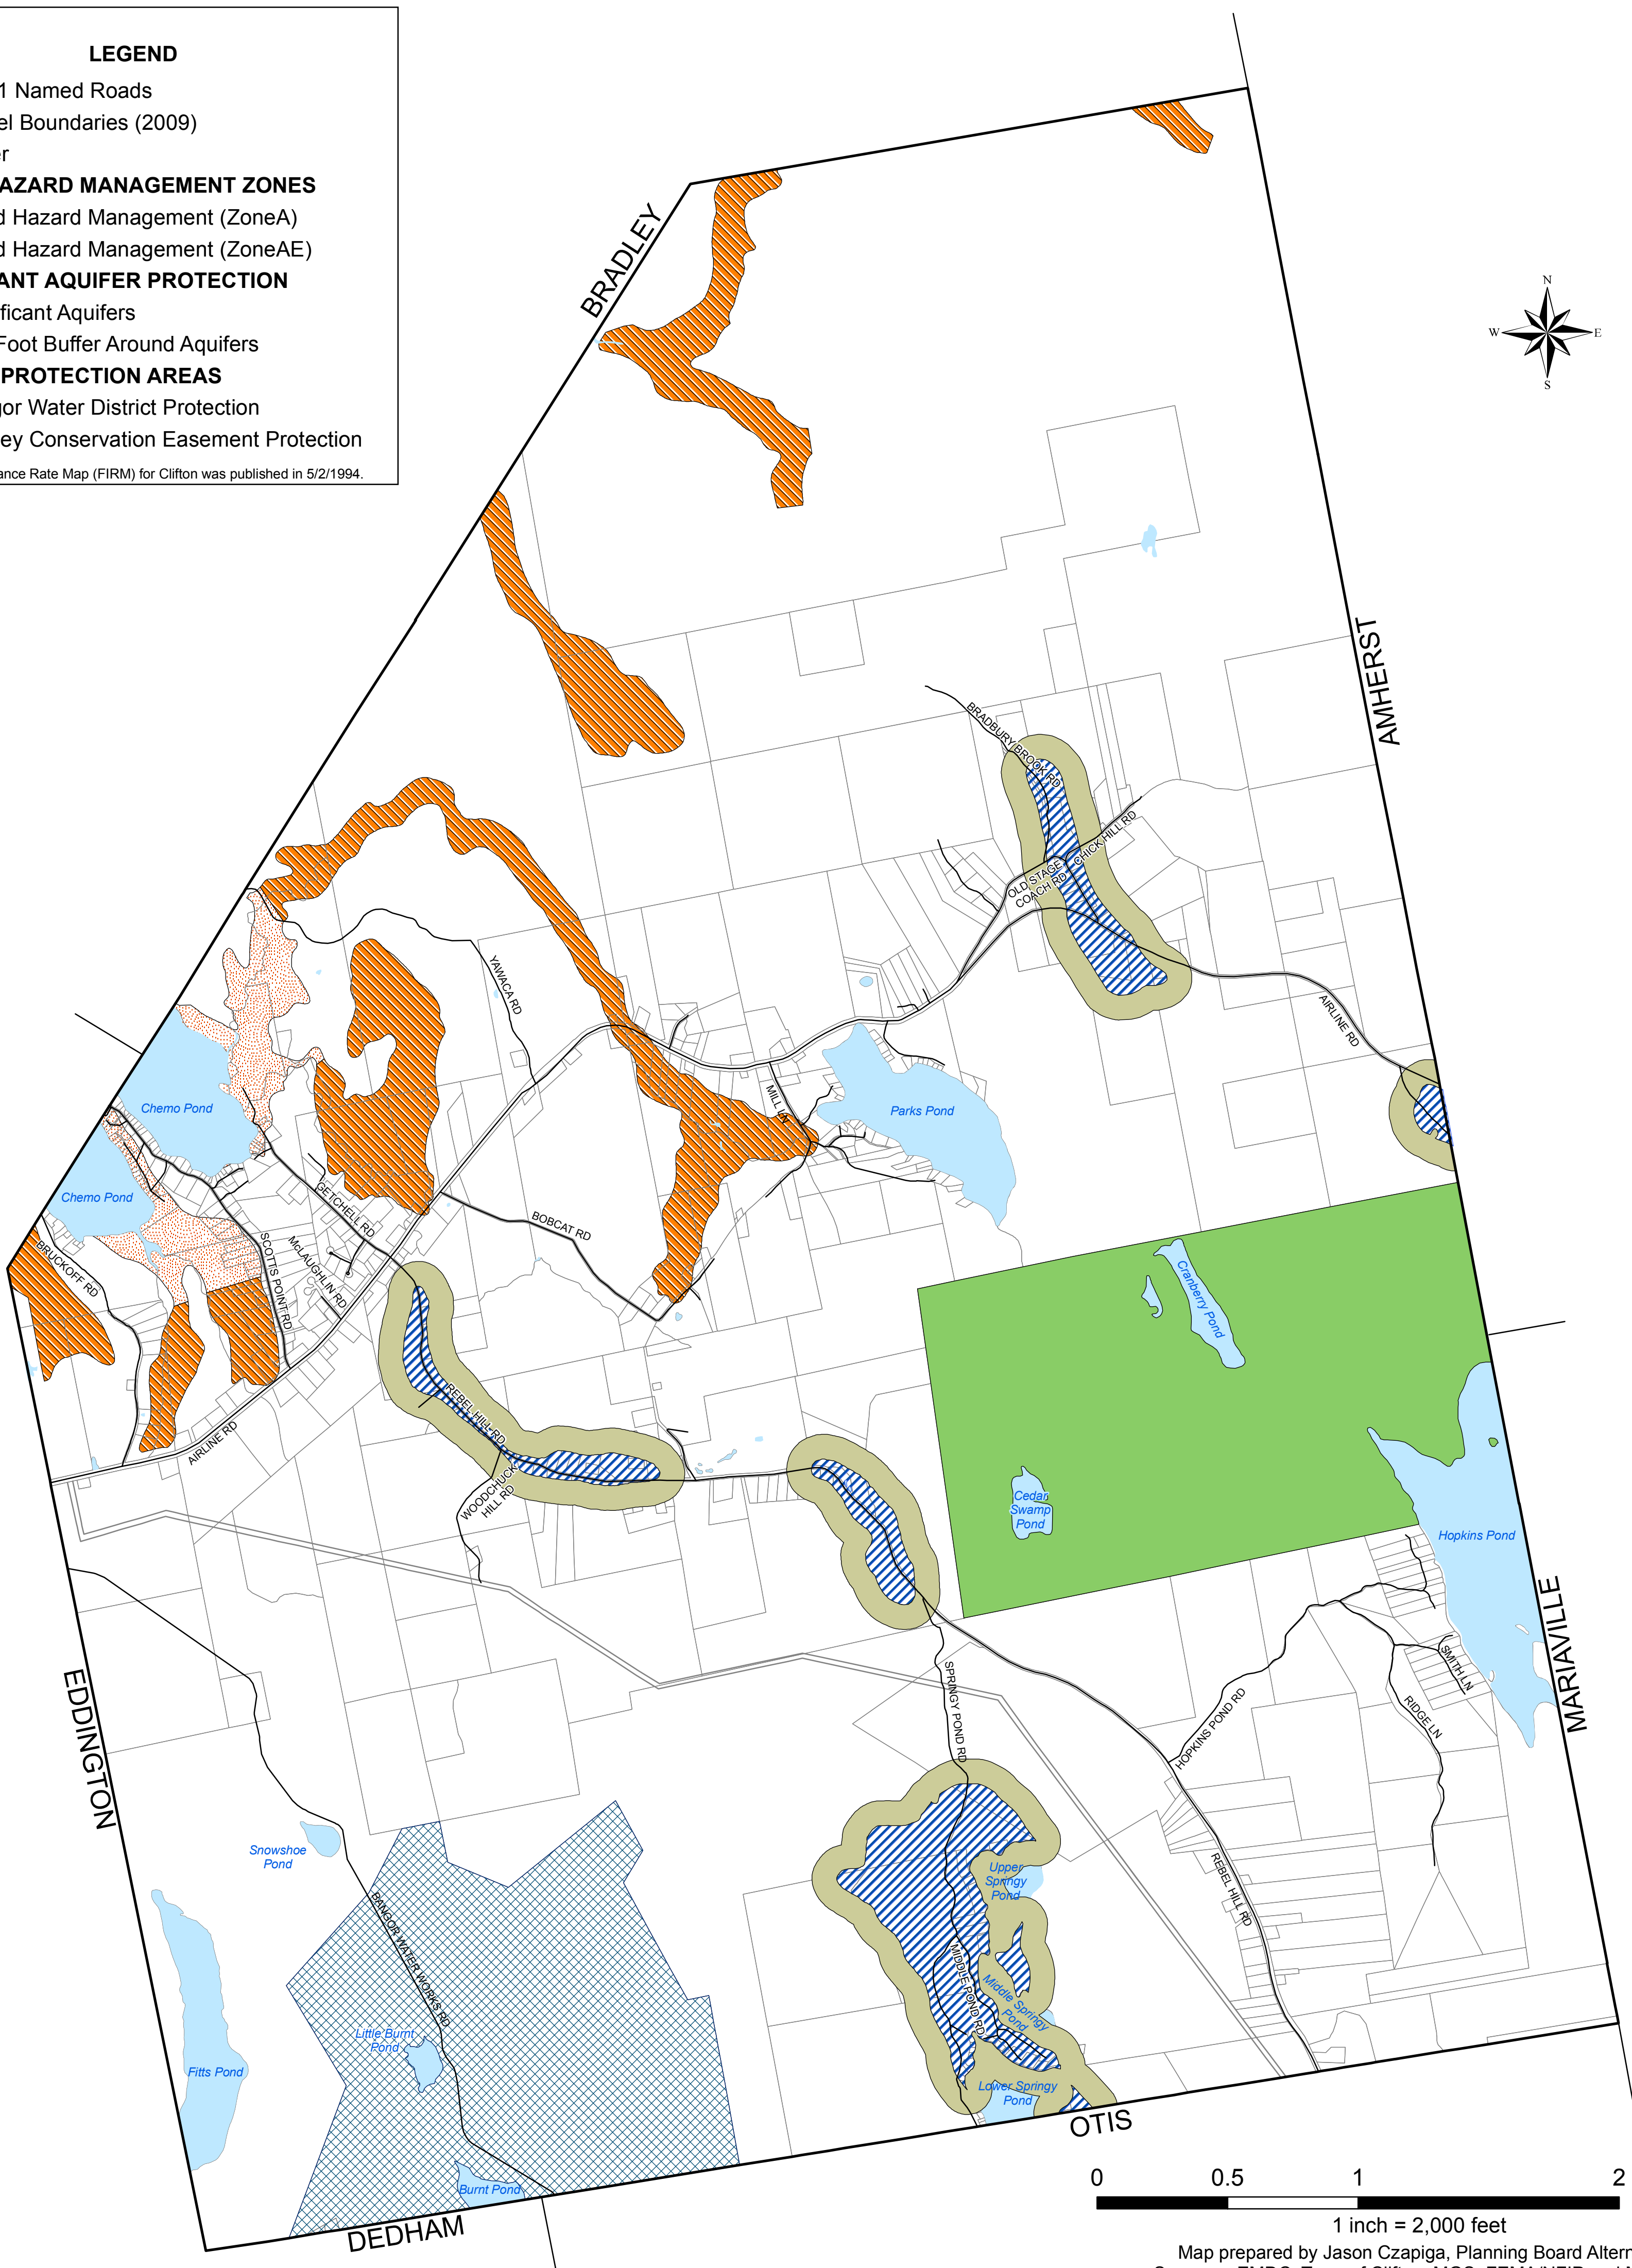 LEGEND
1 Named Roads
el Boundaries (2009)
er
AZARD MANAGEMENT ZONES
d Hazard Management (ZoneA)
d Hazard Management (ZoneAE)
ANT AQUIFER PROTECTION
ificant Aquifers
Foot Buffer Around Aquifers
PROTECTION AREAS
gor Water District Protection
ey Conservation Easement Protection
ance Rate Map (FIRM) for Clifton was published in 5/2/1994.
BRADLEY
N
W
E
S
AMHERST
BRADBURY BROOK RD
CHICK HILL RD
OLD STAGE
COACH RD
AIRLINE RD
YAWACA RD
MILL LN
Parks Pond
Chemo Pond
Chemo Pond
GETCHELL RD
BOBCAT RD
McLAUGHLIN RD
SCOTTS POINT RD
BRUCKOFF RD
Cranberry Pond
REBEL HILL RD
AIRLINE RD
WOODCHUCK
HILL RD
Cedar
Swamp
Pond
Hopkins Pond
MARIAVILLE
SMITH LN
RIDGE LN
HOPKINS POND RD
SPRINGY POND RD
EDDINGTON
Snowshoe
Pond
BANGOR WATER WORKS RD
Upper
Springy
Pond
REBEL HILL RD
MIDDLE POND RD
Middle Springy
Pond
Little Burnt
Pond
Fitts Pond
Lower Springy
Pond
OTIS
Burnt Pond
DEDHAM
0 0.5 1 2
1 inch = 2,000 feet
Map prepared by Jason Czapiga, Planning Board Altern